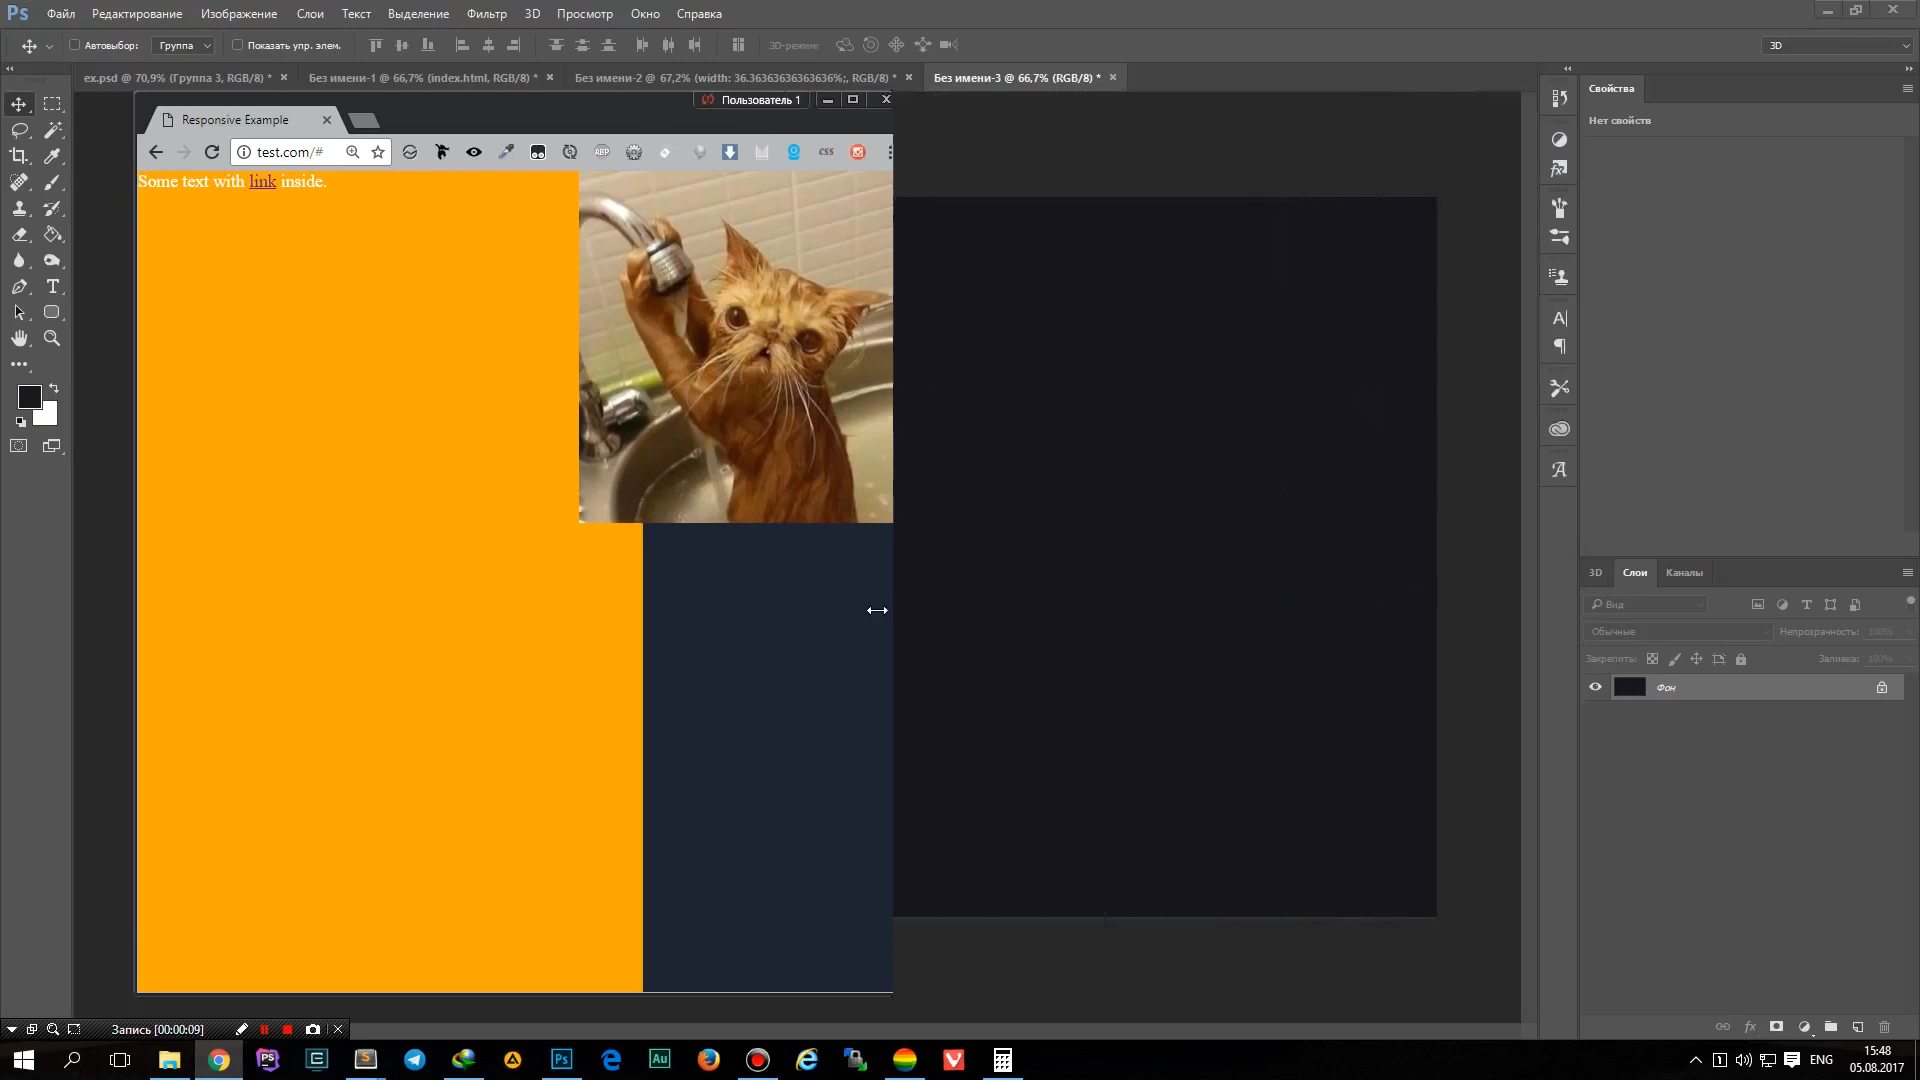 Ps Файл Редактирование Изображение Слои Текст Выделение Фильтр 3D Просмотр Окно Справка
Автовыбор: Группа Показать упр. элем. 3D-режим: 3D
ex.psd @ 70,9% (Группа 3, RGB/8) * Без имени-1 @ 66,7% (index.html, RGB/8) * Без имени-2 @ 67,2% (width: 36.36363636363636%;, RGB/8) * Без имени-3 @ 66,7% (RGB/8) *
Свойства
Нет свойств
Пользователь 1
Responsive Example
test.com/#
ABP
CSS
Some text with link inside.
3D Слои Каналы
Вид
Обычные Непрозрачность: 100%
Закрепить: Заливка: 100%
Фон
Запись [00:00:09]
PS
Ps
Au
ENG
15:48
05.08.2017